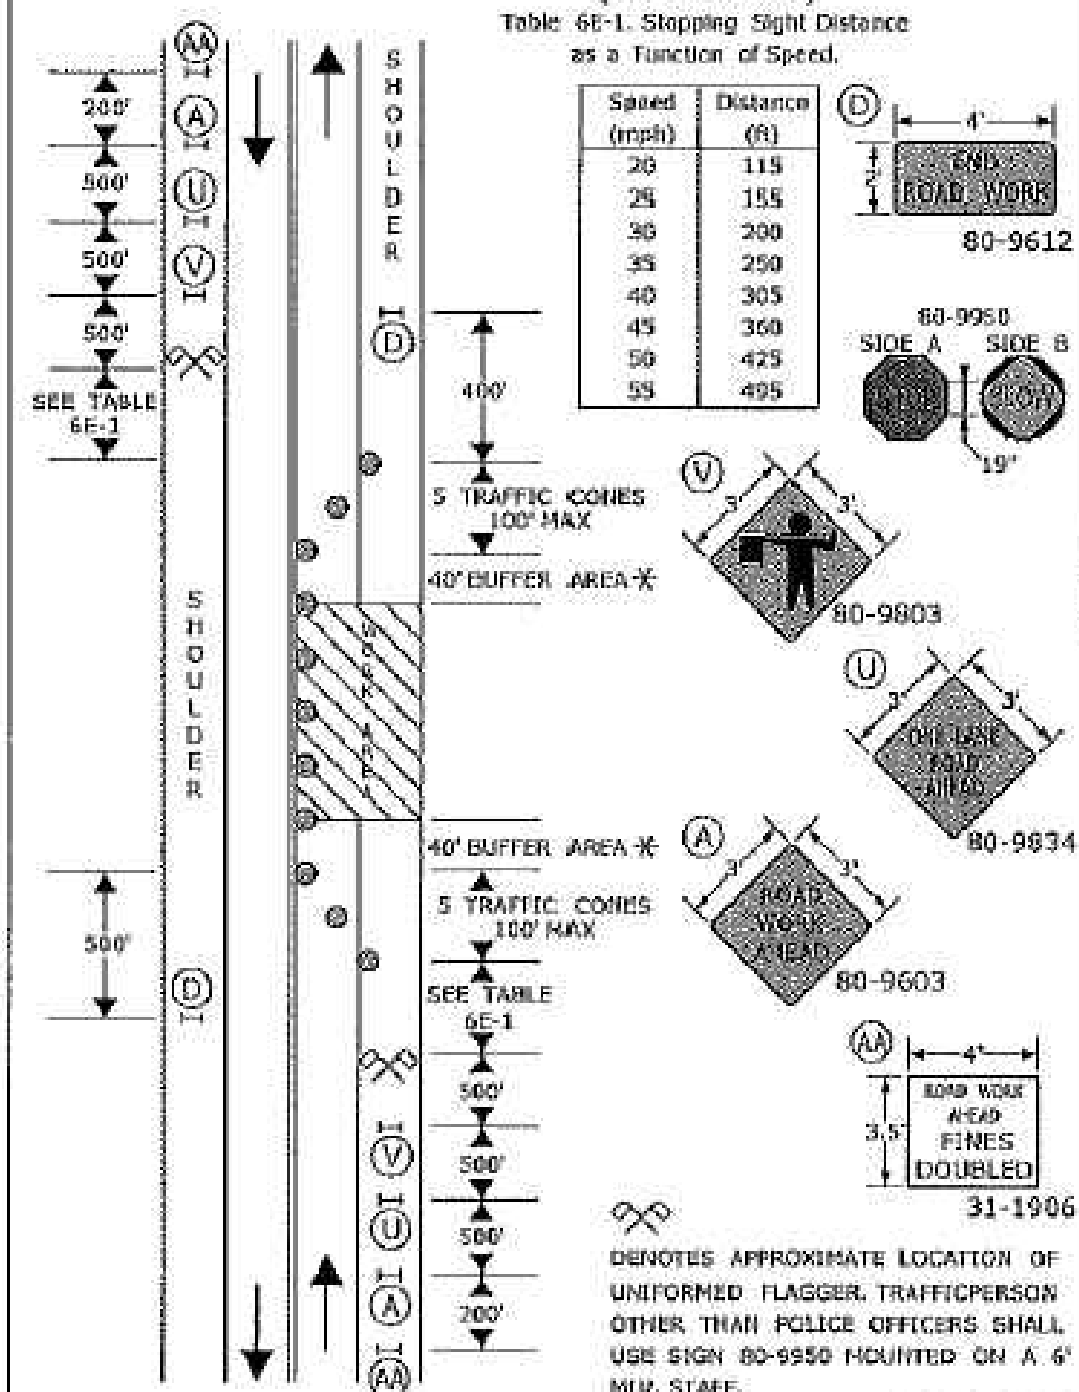 Table 6E-1. Stopping Sight Distance
as a Function of Speed.
Speed (mph) Distance (ft)
20 115
25 155
30 200
35 250
40 305
45 360
50 425
55 495
AA
200'
A
500'
U
500'
V
500'
SEE TABLE
6E-1
SHOULDER
500'
D
SHOULDER
D
400'
5 TRAFFIC CONES
100' MAX
40' BUFFER AREA *
WORK AREA
40' BUFFER AREA *
5 TRAFFIC CONES
100' MAX
SEE TABLE
6E-1
500'
V
500'
U
500'
A
200'
AA
D
4'
2'
END
ROAD WORK
80-9612
80-9950
SIDE A SIDE B
SLOW
19"
V
3' 3'
80-9803
U
3' 3'
ONE LANE
ROAD
AHEAD
80-9834
A
3' 3'
ROAD
WORK
AHEAD
80-9603
AA
4'
3.5'
ROAD WORK
AHEAD
FINES
DOUBLED
31-1906
DENOTES APPROXIMATE LOCATION OF
UNIFORMED FLAGGER. TRAFFICPERSON
OTHER THAN POLICE OFFICERS SHALL
USE SIGN 80-9950 MOUNTED ON A 6'
MIN. STAFF.